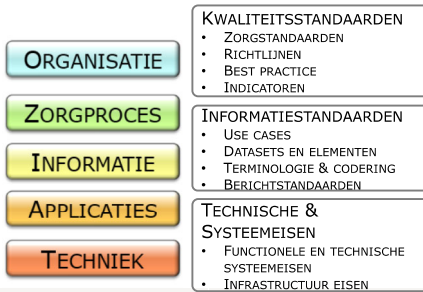 Organisatie
Zorgproces
Informatie
Applicaties
Techniek
Kwaliteitsstandaarden
• Zorgstandaarden
• Richtlijnen
• Best practice
• Indicatoren
Informatiestandaarden
• Use cases
• Datasets en elementen
• Terminologie & codering
• Berichtstandaarden
Technische &
Systeemeisen
• Functionele en technische
systeemeisen
• Infrastructuur eisen